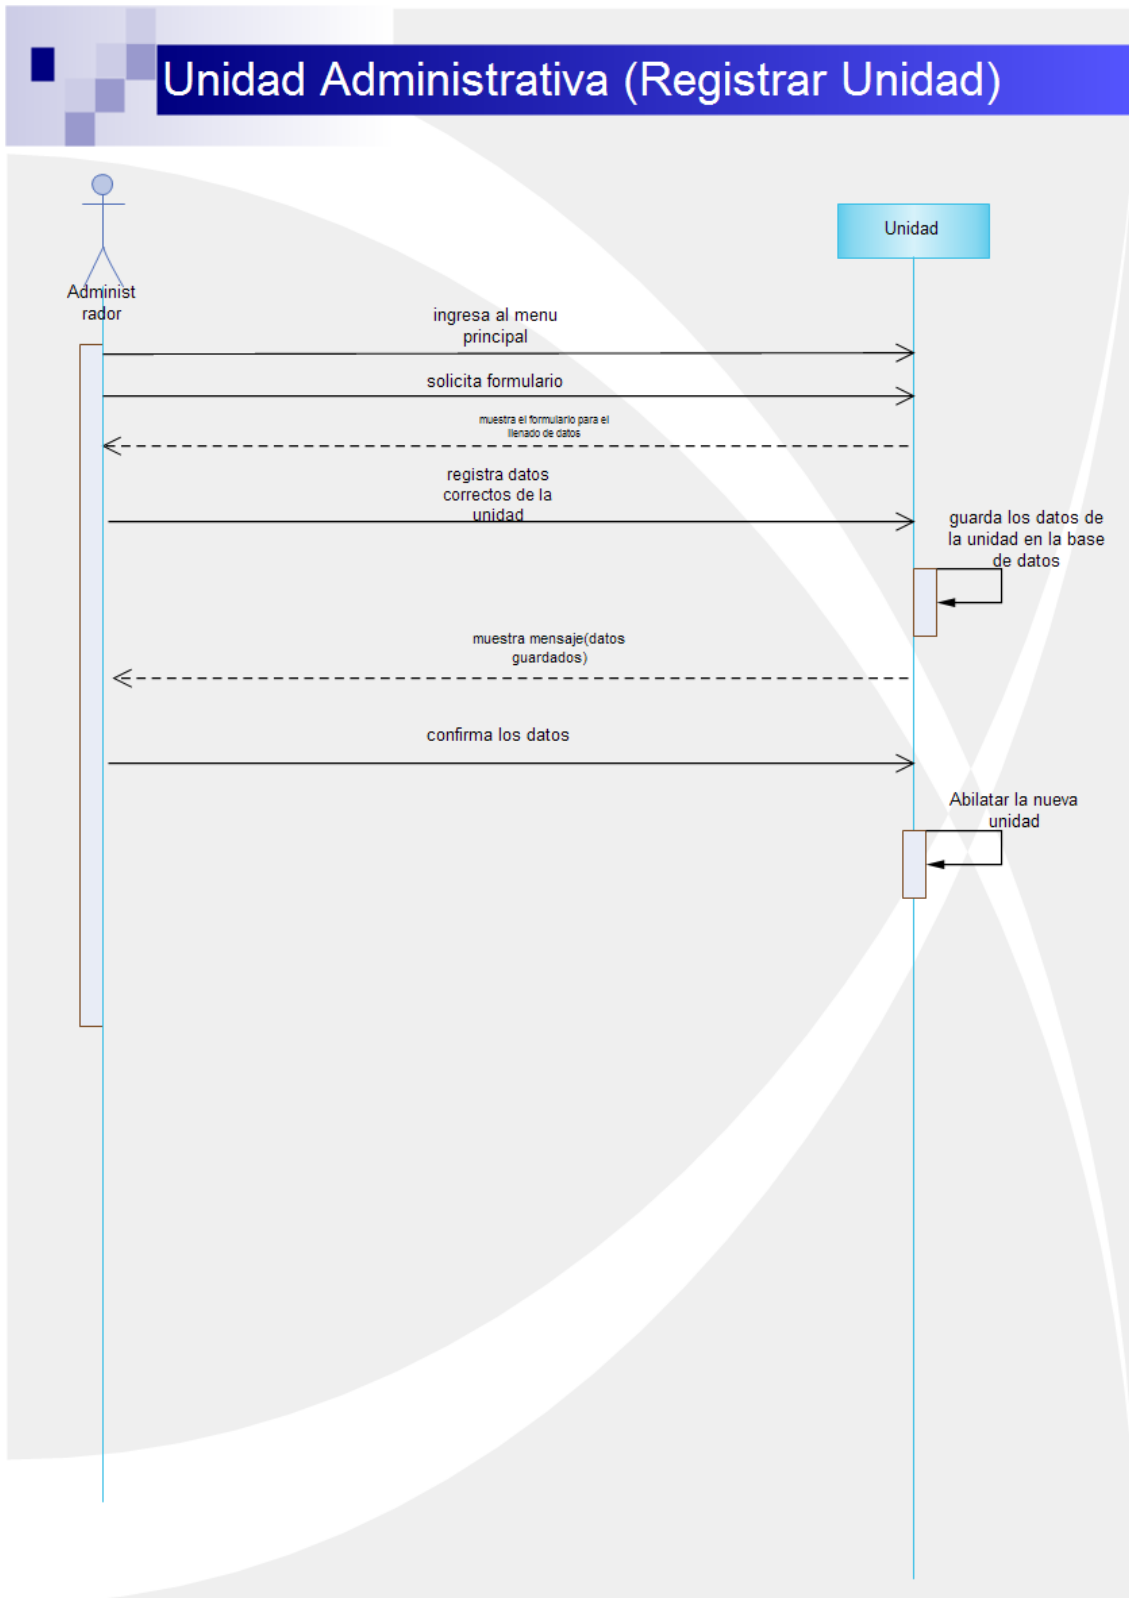 Unidad Administrativa (Registrar Unidad)
Unidad
Administ
rador
ingresa al menu
principal
solicita formulario
muestra el formulario para el
llenado de datos
registra datos
correctos de la
unidad
guarda los datos de
la unidad en la base
de datos
muestra mensaje(datos
guardados)
confirma los datos
Abilatar la nueva
unidad